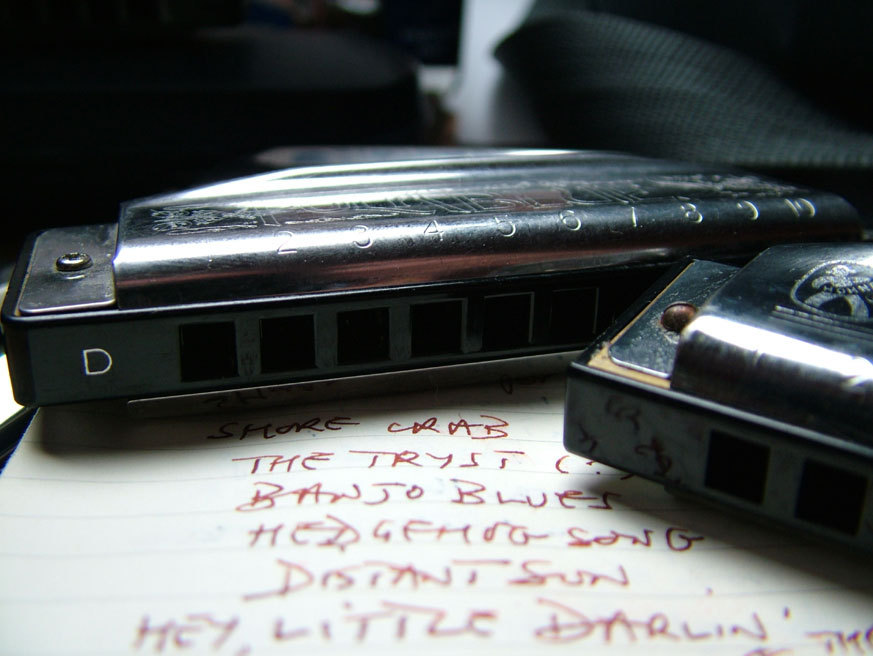 2 3 4 5 6 7 8 9 10
D
SHORE CRAB
THE TRYST (?)
BANJO BLUES
HEDGEHOG SONG
DISTANT SUN
HEY, LITTLE DARLIN'
THE